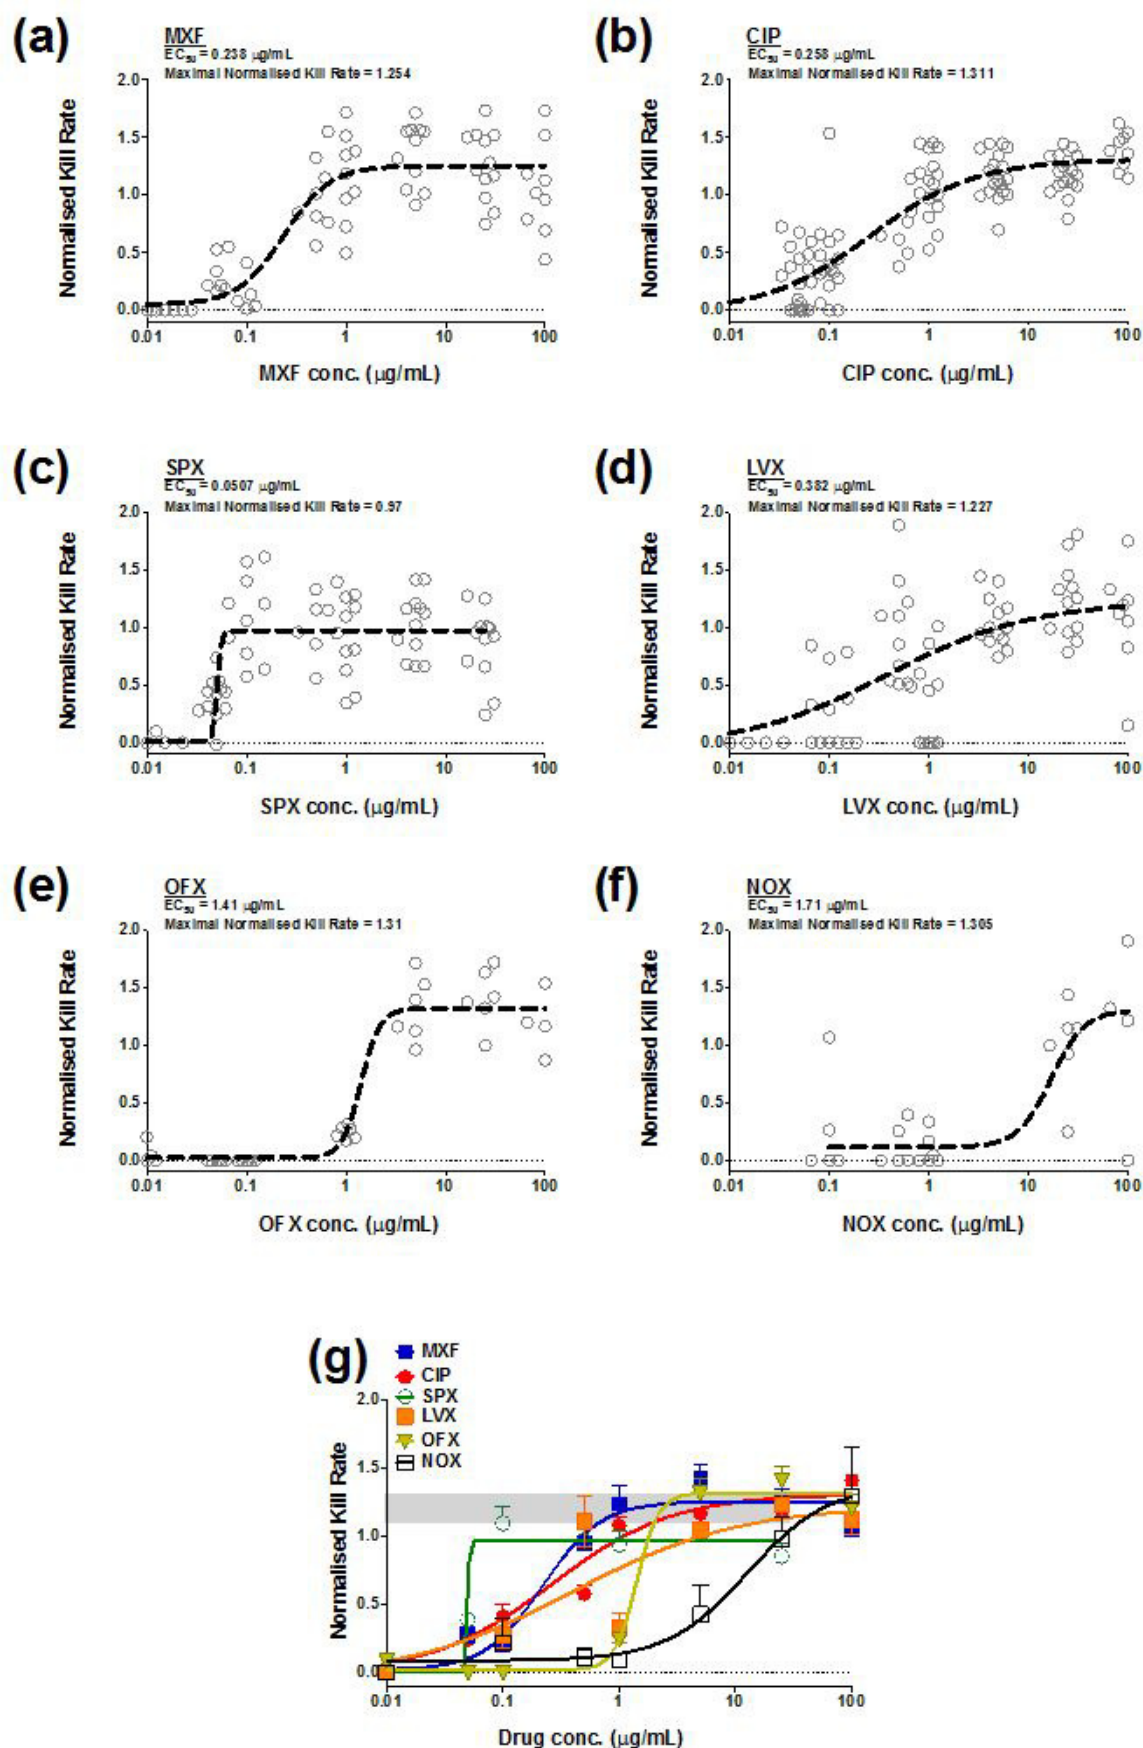 (a)
MXF
EC50 = 0.238 µg/mL
Maximal Normalised Kill Rate = 1.254
Normalised Kill Rate
2.0
1.5
1.0
0.5
0.0
0.01 0.1 1 10 100
MXF conc. (µg/mL)
(b)
CIP
EC50 = 0.258 µg/mL
Maximal Normalised Kill Rate = 1.311
Normalised Kill Rate
2.0
1.5
1.0
0.5
0.0
0.01 0.1 1 10 100
CIP conc. (µg/mL)
(c)
SPX
EC50 = 0.0507 µg/mL
Maximal Normalised Kill Rate = 0.97
Normalised Kill Rate
2.0
1.5
1.0
0.5
0.0
0.01 0.1 1 10 100
SPX conc. (µg/mL)
(d)
LVX
EC50 = 0.382 µg/mL
Maximal Normalised Kill Rate = 1.227
Normalised Kill Rate
2.0
1.5
1.0
0.5
0.0
0.01 0.1 1 10 100
LVX conc. (µg/mL)
(e)
OFX
EC50 = 1.41 µg/mL
Maximal Normalised Kill Rate = 1.31
Normalised Kill Rate
2.0
1.5
1.0
0.5
0.0
0.01 0.1 1 10 100
OFX conc. (µg/mL)
(f)
NOX
EC50 = 1.71 µg/mL
Maximal Normalised Kill Rate = 1.305
Normalised Kill Rate
2.0
1.5
1.0
0.5
0.0
0.01 0.1 1 10 100
NOX conc. (µg/mL)
(g)
MXF
CIP
SPX
LVX
OFX
NOX
Normalised Kill Rate
2.0
1.5
1.0
0.5
0.0
0.01 0.1 1 10 100
Drug conc. (µg/mL)